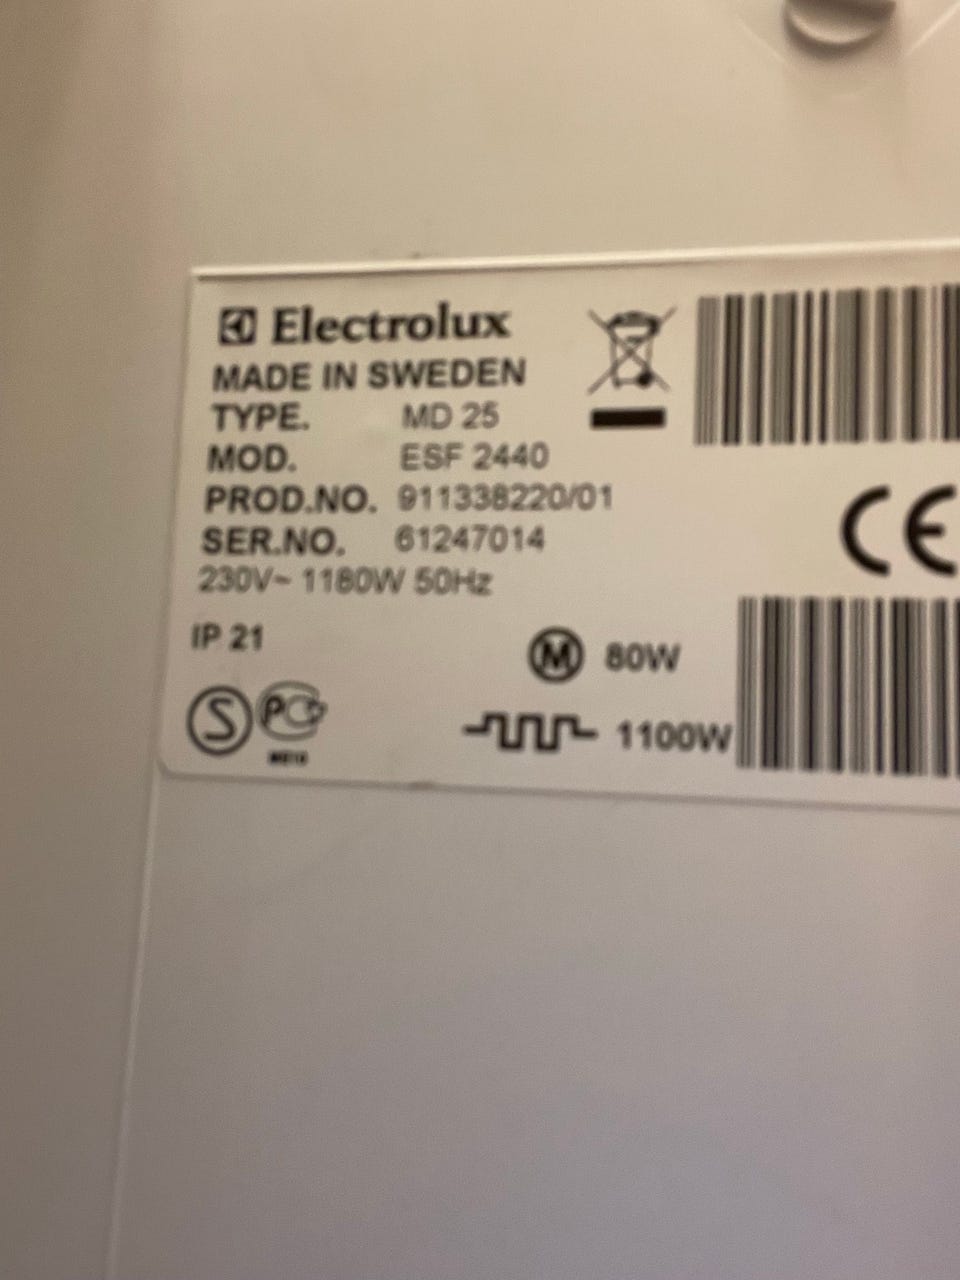 Electrolux
MADE IN SWEDEN
TYPE. MD 25
MOD. ESF 2440
PROD.NO. 911338220/01
SER.NO. 61247014
230V~ 1180W 50Hz
IP 21
M 80W
S PC
1100W
CE